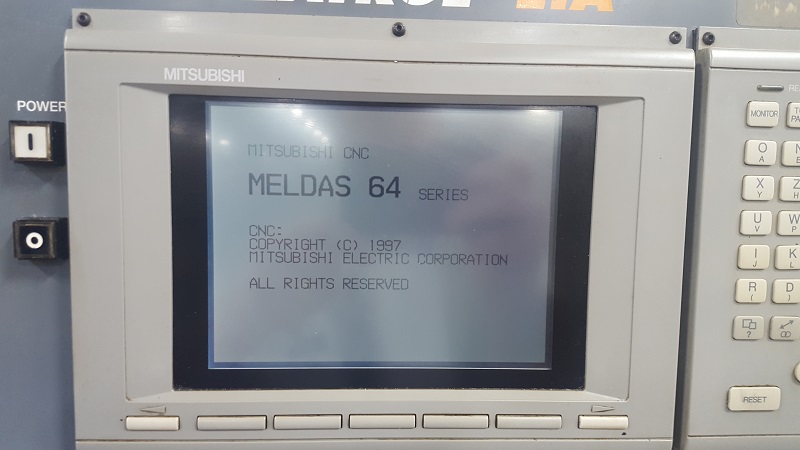 MITSUBISHI
POWER
MITSUBISHI CNC
MELDAS 64 SERIES
CNC:
COPYRIGHT (C) 1997
MITSUBISHI ELECTRIC CORPORATION
ALL RIGHTS RESERVED
MONITOR
O
A
N
X
Y
Z
U
V
W
J
K
R
D
?
RESET